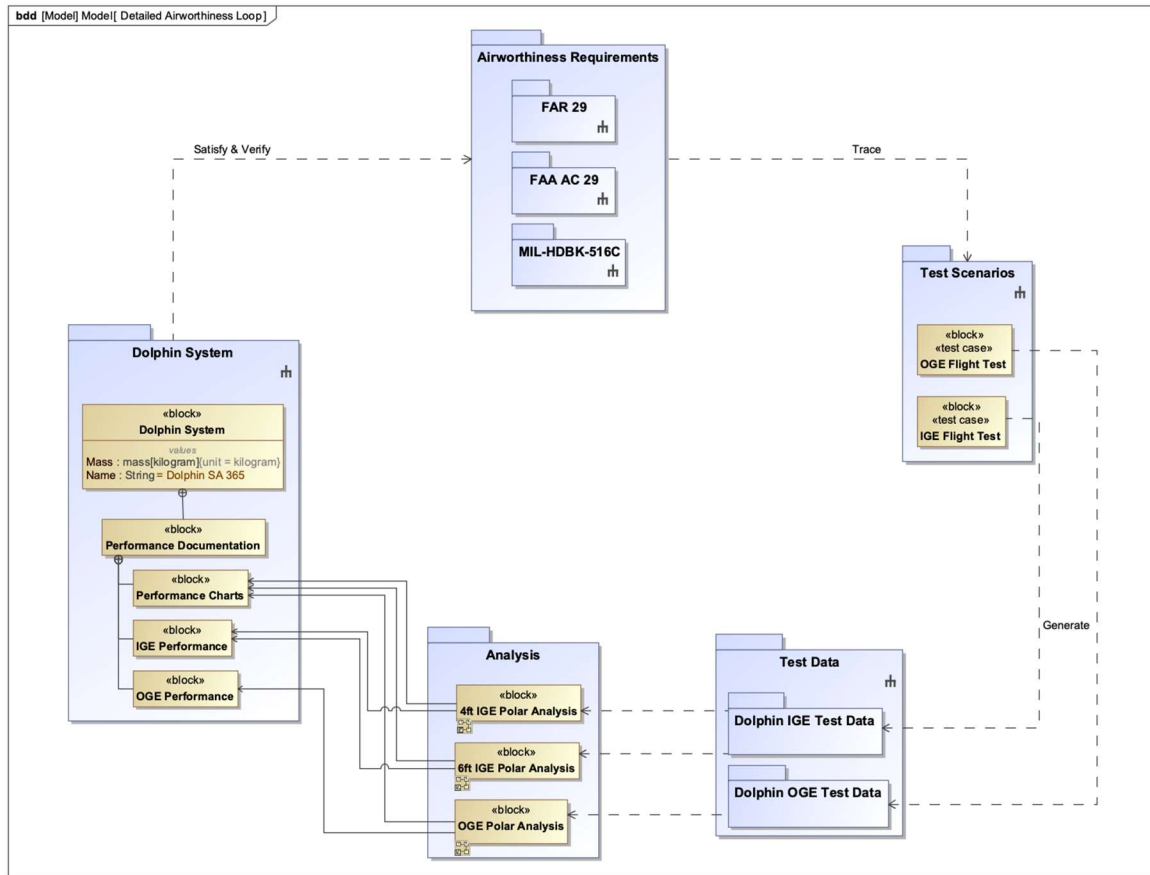 bdd [Model] Model[ Detailed Airworthiness Loop]
Airworthiness Requirements
FAR 29
FAA AC 29
MIL-HDBK-516C
Satisfy & Verify
Trace
Test Scenarios
«block»
«test case»
OGE Flight Test
«block»
«test case»
IGE Flight Test
Dolphin System
«block»
Dolphin System
values
Mass : mass[kilogram]{unit = kilogram}
Name : String = Dolphin SA 365
«block»
Performance Documentation
«block»
Performance Charts
«block»
IGE Performance
«block»
OGE Performance
Generate
Analysis
«block»
4ft IGE Polar Analysis
«block»
6ft IGE Polar Analysis
«block»
OGE Polar Analysis
Test Data
Dolphin IGE Test Data
Dolphin OGE Test Data